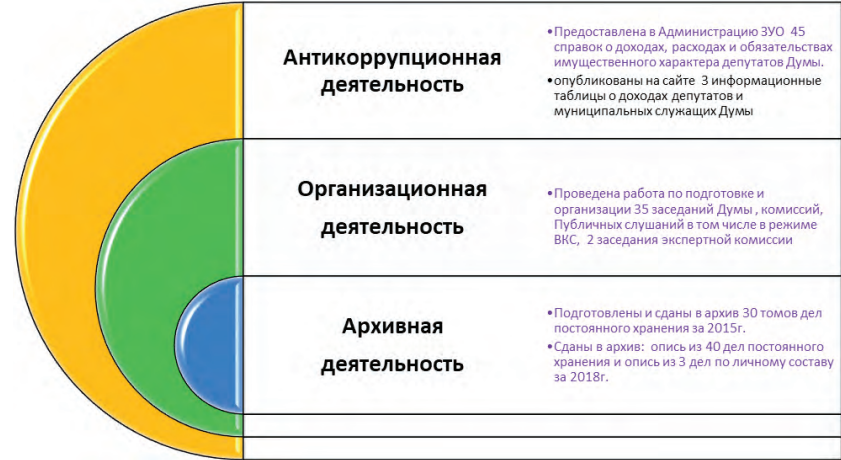 Антикоррупционная
деятельность
•Предоставлена в Администрацию ЗУО 45
справок о доходах, расходах и обязательствах
имущественного характера депутатов Думы.
•опубликованы на сайте 3 информационные
таблицы о доходах депутатов и
муниципальных служащих Думы
Организационная
деятельность
•Проведена работа по подготовке и
организации 35 заседаний Думы , комиссий,
Публичных слушаний в том числе в режиме
ВКС, 2 заседания экспертной комиссии
Архивная
деятельность
•Подготовлены и сданы в архив 30 томов дел
постоянного хранения за 2015г.
•Сданы в архив: опись из 40 дел постоянного
хранения и опись из 3 дел по личному составу
за 2018г.